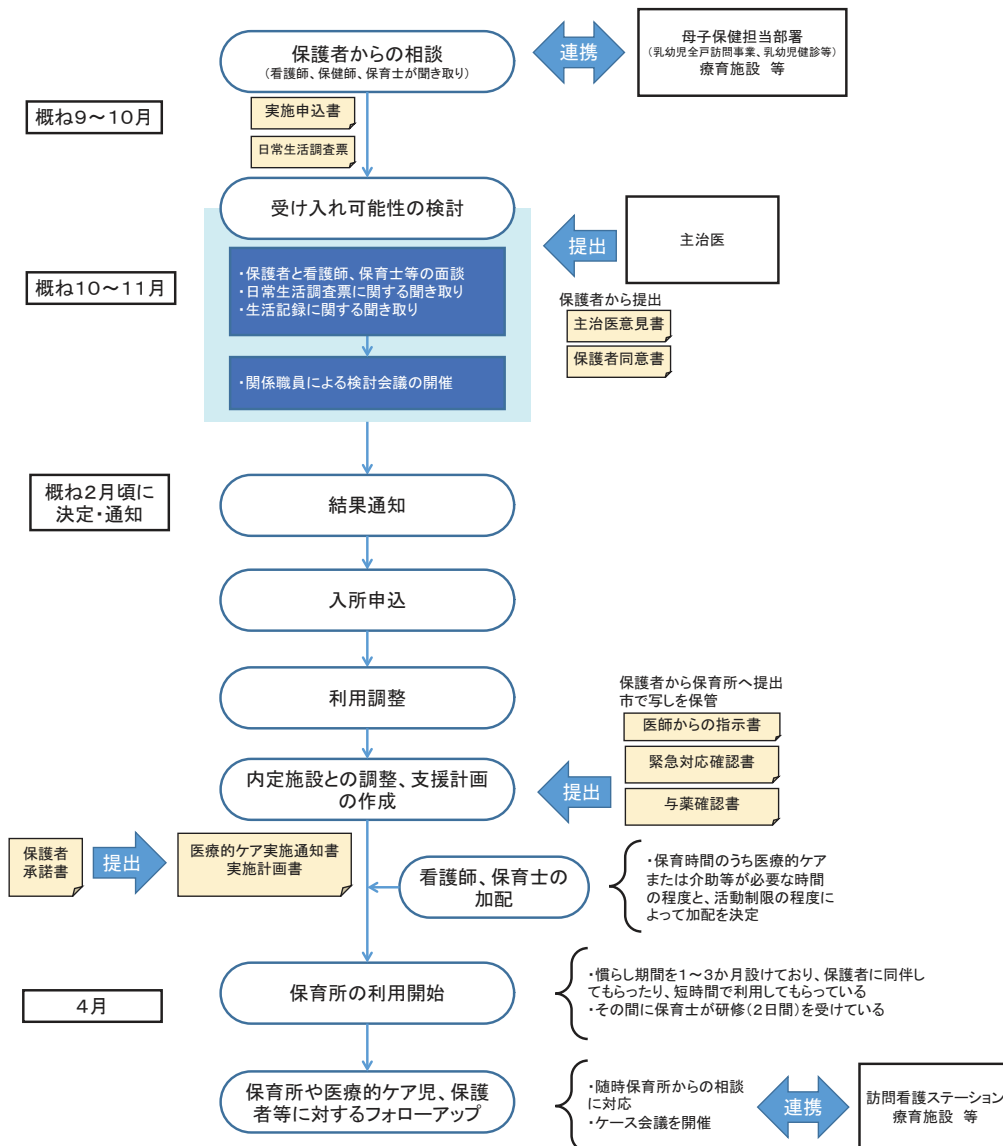 保護者からの相談
（看護師、保健師、保育士が聞き取り）
連携
母子保健担当部署
（乳幼児全戸訪問事業、乳幼児健診等）
療育施設 等
概ね9～10月
実施申込書
日常生活調査票
受け入れ可能性の検討
提出
主治医
概ね10～11月
・保護者と看護師、保育士等の面談
・日常生活調査票に関する聞き取り
・生活記録に関する聞き取り
保護者から提出
主治医意見書
保護者同意書
・関係職員による検討会議の開催
概ね2月頃に
決定・通知
結果通知
入所申込
利用調整
保護者から保育所へ提出
市で写しを保管
医師からの指示書
緊急対応確認書
与薬確認書
提出
内定施設との調整、支援計画
の作成
保護者
承諾書
提出
医療的ケア実施通知書
実施計画書
看護師、保育士の
加配
・保育時間のうち医療的ケア
または介助等が必要な時間
の程度と、活動制限の程度に
よって加配を決定
4月
保育所の利用開始
・慣らし期間を1～3か月設けており、保護者に同伴し
てもらったり、短時間で利用してもらっている
・その間に保育士が研修（2日間）を受けている
保育所や医療的ケア児、保護
者等に対するフォローアップ
・随時保育所からの相談
に対応
・ケース会議を開催
連携
訪問看護ステーション
療育施設 等